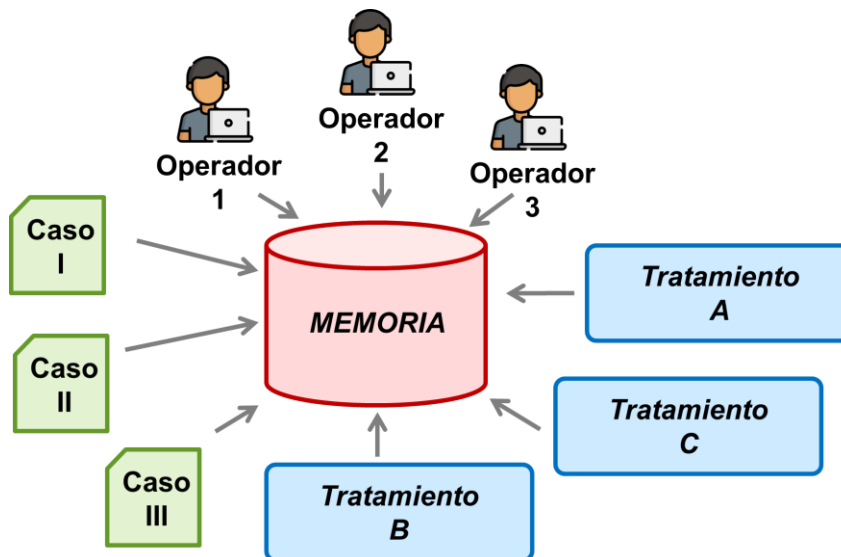 Operador
1
Operador
2
Operador
3
Caso
I
Caso
II
Caso
III
MEMORIA
Tratamiento
A
Tratamiento
C
Tratamiento
B